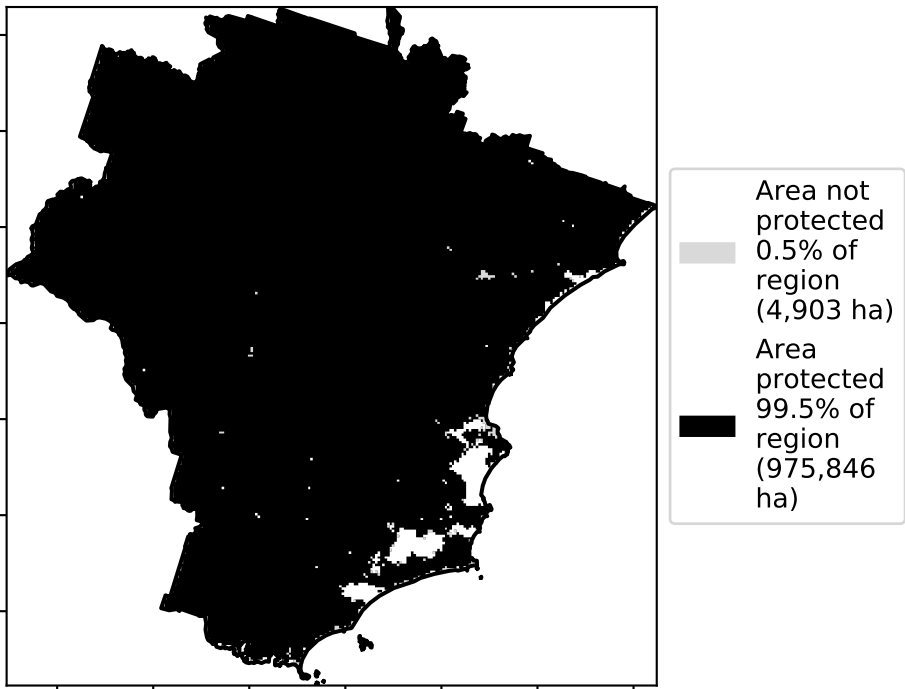 Area not
protected
0.5% of
region
(4,903 ha)
Area
protected
99.5% of
region
(975,846
ha)